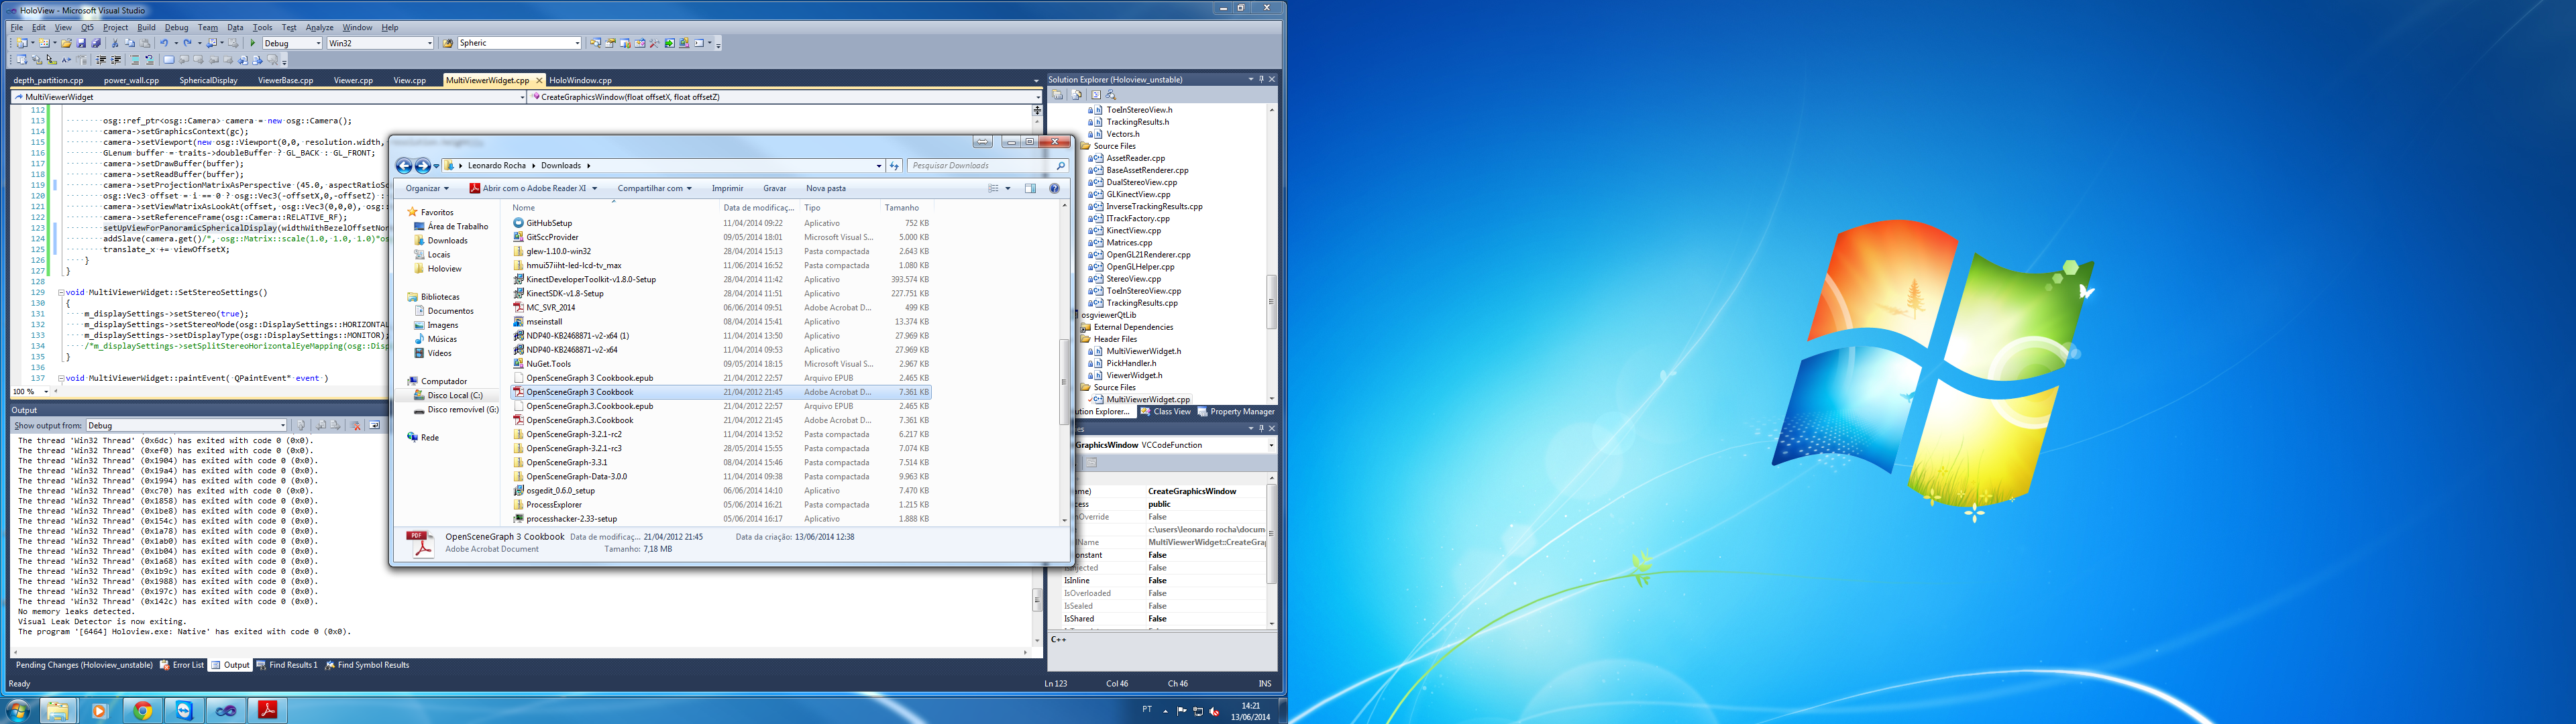 HoloView - Microsoft Visual Studio
File Edit View Qt5 Project Build Debug Team Data Tools Test Analyze Window Help
Debug Win32 Spheric
depth_partition.cpp power_wall.cpp SphericalDisplay ViewerBase.cpp Viewer.cpp View.cpp MultiViewerWidget.cpp HoloWindow.cpp
MultiViewerWidget CreateGraphicsWindow(float offsetX, float offsetZ)
112
113 osg::ref_ptr<osg::Camera> camera = new osg::Camera();
114 camera->setGraphicsContext(gc);
115 camera->setViewport(new osg::Viewport(0,0, resolution.width,
116 GLenum buffer = traits->doubleBuffer ? GL_BACK : GL_FRONT;
117 camera->setDrawBuffer(buffer);
118 camera->setReadBuffer(buffer);
119 camera->setProjectionMatrixAsPerspective (45.0, aspectRatioSc
120 osg::Vec3 offset = i == 0 ? osg::Vec3(-offsetX,0,-offsetZ) :
121 camera->setViewMatrixAsLookAt(offset, osg::Vec3(0,0,0), osg::
122 camera->setReferenceFrame(osg::Camera::RELATIVE_RF);
123 setUpViewForPanoramicSphericalDisplay(widthWithBezelOffsetNor
124 addSlave(camera.get()/*, osg::Matrix::scale(1.0, 1.0, 1.0)*os
125 translate_x += viewOffsetX;
126 }
127 }
128
129 void MultiViewerWidget::SetStereoSettings()
130 {
131 m_displaySettings->setStereo(true);
132 m_displaySettings->setStereoMode(osg::DisplaySettings::HORIZONTAL
133 m_displaySettings->setDisplayType(osg::DisplaySettings::MONITOR);
134 /*m_displaySettings->setSplitStereoHorizontalEyeMapping(osg::Disp
135 }
136
137 void MultiViewerWidget::paintEvent( QPaintEvent* event )
100 %
Output
Show output from: Debug
The thread 'Win32 Thread' (0x6dc) has exited with code 0 (0x0).
The thread 'Win32 Thread' (0xef0) has exited with code 0 (0x0).
The thread 'Win32 Thread' (0x1904) has exited with code 0 (0x0).
The thread 'Win32 Thread' (0x19a4) has exited with code 0 (0x0).
The thread 'Win32 Thread' (0x1994) has exited with code 0 (0x0).
The thread 'Win32 Thread' (0xc70) has exited with code 0 (0x0).
The thread 'Win32 Thread' (0x1858) has exited with code 0 (0x0).
The thread 'Win32 Thread' (0x1be8) has exited with code 0 (0x0).
The thread 'Win32 Thread' (0x154c) has exited with code 0 (0x0).
The thread 'Win32 Thread' (0x1a78) has exited with code 0 (0x0).
The thread 'Win32 Thread' (0x1ab0) has exited with code 0 (0x0).
The thread 'Win32 Thread' (0x1b04) has exited with code 0 (0x0).
The thread 'Win32 Thread' (0x1a68) has exited with code 0 (0x0).
The thread 'Win32 Thread' (0x1b9c) has exited with code 0 (0x0).
The thread 'Win32 Thread' (0x1988) has exited with code 0 (0x0).
The thread 'Win32 Thread' (0x197c) has exited with code 0 (0x0).
The thread 'Win32 Thread' (0x142c) has exited with code 0 (0x0).
No memory leaks detected.
Visual Leak Detector is now exiting.
The program '[6464] Holoview.exe: Native' has exited with code 0 (0x0).
Pending Changes (Holoview_unstable) Error List Output Find Results 1 Find Symbol Results
Ready Ln 123 Col 46 Ch 46 INS
Leonardo Rocha Downloads Pesquisar Downloads
Organizar Abrir com o Adobe Reader XI Compartilhar com Imprimir Gravar Nova pasta
Favoritos
Área de Trabalho
Downloads
Locais
Holoview
Bibliotecas
Documentos
Imagens
Músicas
Vídeos
Computador
Disco Local (C:)
Disco removível (G:)
Rede
Nome Data de modificaç... Tipo Tamanho
GitHubSetup 11/04/2014 09:22 Aplicativo 752 KB
GitSccProvider 09/05/2014 18:01 Microsoft Visual S... 5.000 KB
glew-1.10.0-win32 28/04/2014 15:13 Pasta compactada 2.643 KB
hmui57iiht-led-lcd-tv_max 11/06/2014 16:52 Pasta compactada 1.080 KB
KinectDeveloperToolkit-v1.8.0-Setup 28/04/2014 11:42 Aplicativo 393.574 KB
KinectSDK-v1.8-Setup 28/04/2014 11:51 Aplicativo 227.751 KB
MC_SVR_2014 06/06/2014 09:51 Adobe Acrobat D... 499 KB
mseinstall 08/04/2014 15:41 Aplicativo 13.374 KB
NDP40-KB2468871-v2-x64 (1) 11/04/2014 13:50 Aplicativo 27.969 KB
NDP40-KB2468871-v2-x64 11/04/2014 09:53 Aplicativo 27.969 KB
NuGet.Tools 09/05/2014 18:15 Microsoft Visual S... 2.967 KB
OpenSceneGraph 3 Cookbook.epub 21/04/2012 22:57 Arquivo EPUB 2.465 KB
OpenSceneGraph 3 Cookbook 21/04/2012 21:45 Adobe Acrobat D... 7.361 KB
OpenSceneGraph.3.Cookbook.epub 21/04/2012 22:57 Arquivo EPUB 2.465 KB
OpenSceneGraph.3.Cookbook 21/04/2012 21:45 Adobe Acrobat D... 7.361 KB
OpenSceneGraph-3.2.1-rc2 11/04/2014 13:52 Pasta compactada 6.217 KB
OpenSceneGraph-3.2.1-rc3 28/05/2014 15:55 Pasta compactada 7.074 KB
OpenSceneGraph-3.3.1 08/04/2014 15:46 Pasta compactada 7.514 KB
OpenSceneGraph-Data-3.0.0 11/04/2014 09:38 Pasta compactada 9.963 KB
osgedit_0.6.0_setup 06/06/2014 14:10 Aplicativo 7.470 KB
ProcessExplorer 05/06/2014 16:21 Pasta compactada 1.215 KB
processhacker-2.33-setup 05/06/2014 16:17 Aplicativo 1.888 KB
OpenSceneGraph 3 Cookbook Data de modificaç... 21/04/2012 21:45 Data da criação: 13/06/2014 12:38
Adobe Acrobat Document Tamanho: 7,18 MB
PDF
Solution Explorer (Holoview_unstable)
ToeInStereoView.h
TrackingResults.h
Vectors.h
Source Files
AssetReader.cpp
BaseAssetRenderer.cpp
DualStereoView.cpp
GLKinectView.cpp
InverseTrackingResults.cpp
ITrackFactory.cpp
KinectView.cpp
Matrices.cpp
OpenGL21Renderer.cpp
OpenGLHelper.cpp
StereoView.cpp
ToeInStereoView.cpp
TrackingResults.cpp
osgviewerQtLib
External Dependencies
Header Files
MultiViewerWidget.h
PickHandler.h
ViewerWidget.h
Source Files
MultiViewerWidget.cpp
ution Explorer... Class View Property Manager
es
GraphicsWindow VCCodeFunction
ame) CreateGraphicsWindow
cess public
nOverride False
c:\users\leonardo rocha\docum
lName MultiViewerWidget::CreateGrap
onstant False
Injected False
IsInline False
IsOverloaded False
IsSealed False
IsShared False
C++
PT 14:21
13/06/2014